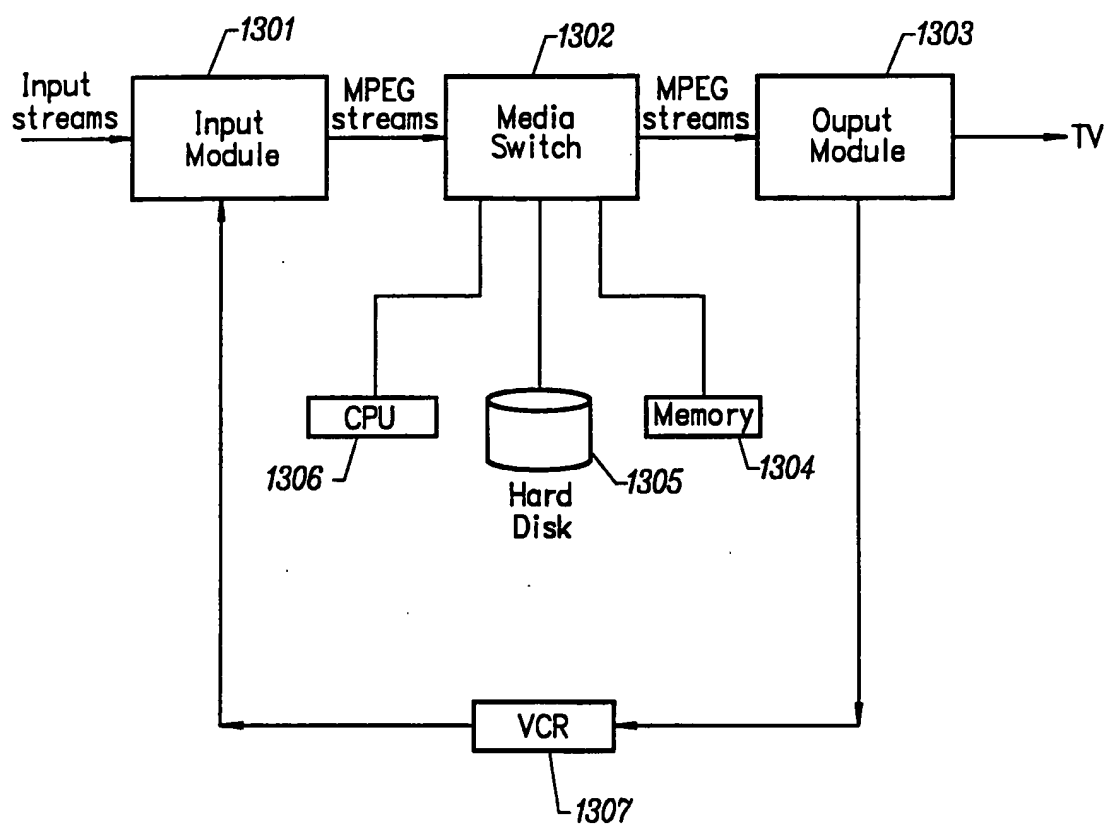 1301
1302
1303
Input
streams
Input
Module
MPEG
streams
Media
Switch
MPEG
streams
Ouput
Module
TV
CPU
1306
Hard
Disk
1305
Memory
1304
VCR
1307